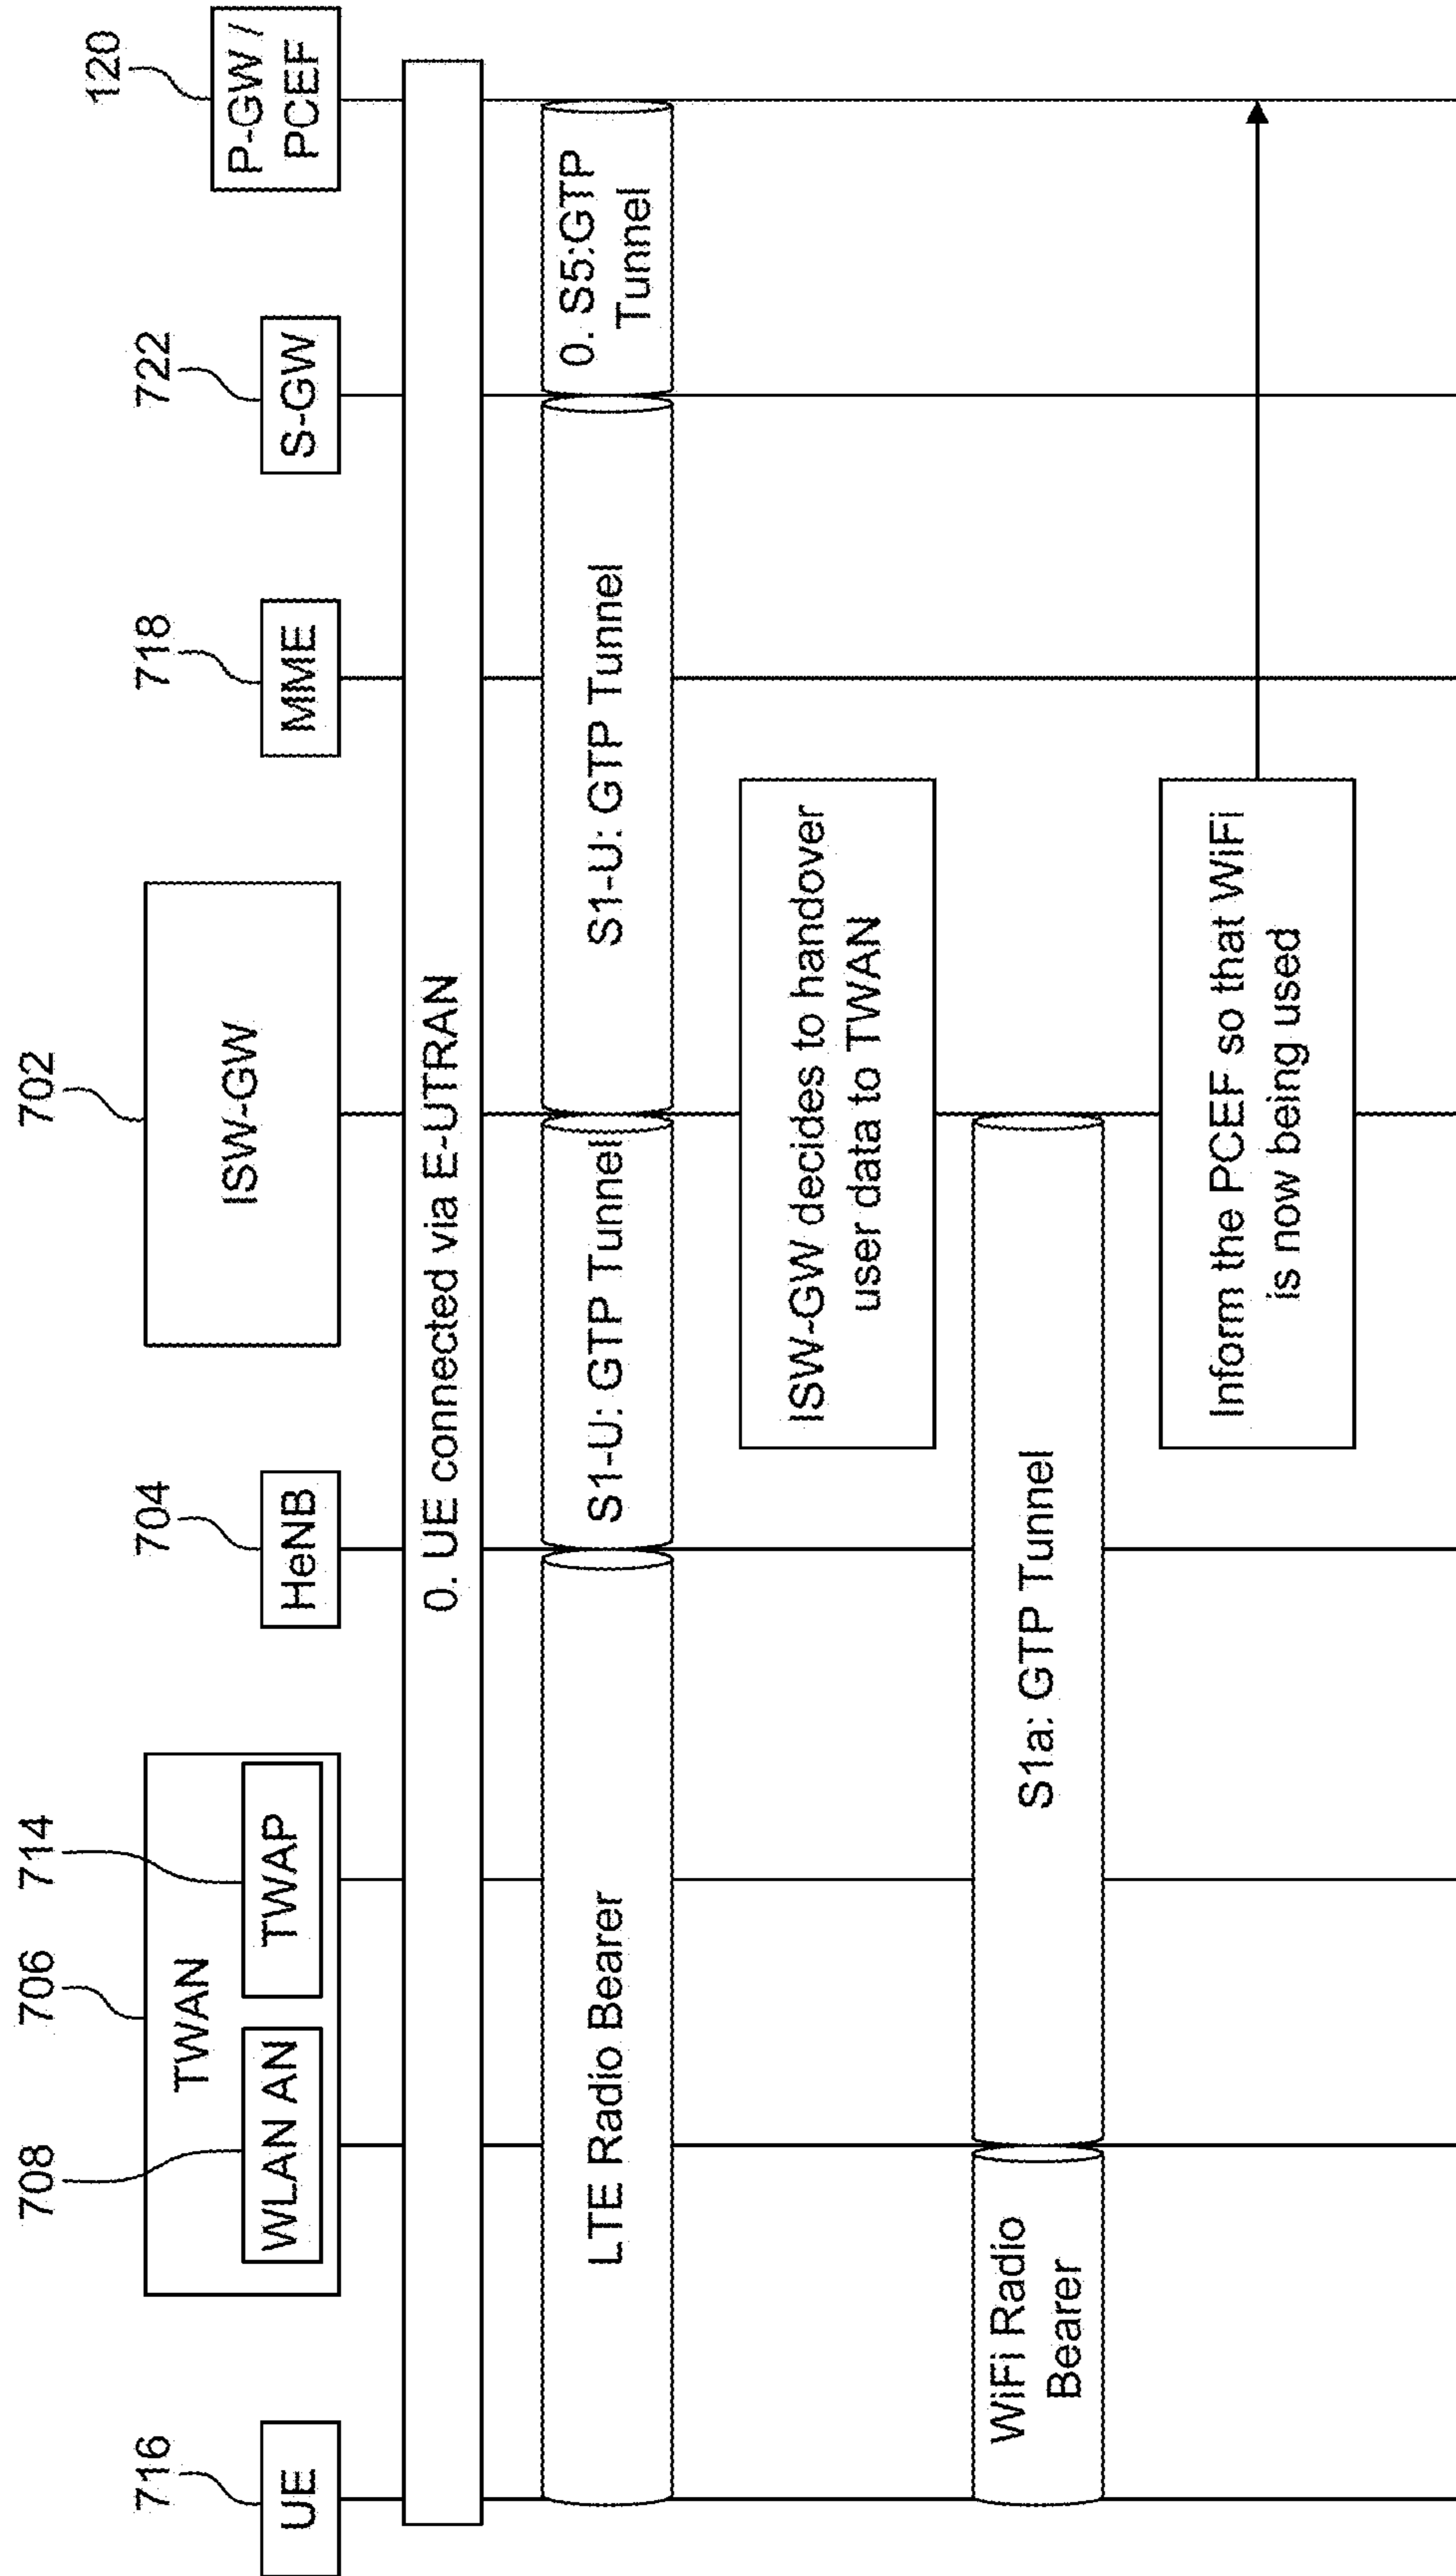 716
UE
708
706
714
TWAN
WLAN AN
TWAP
704
HeNB
702
ISW-GW
718
MME
722
S-GW
120
P-GW /
PCEF
0. UE connected via E-UTRAN
LTE Radio Bearer
S1-U: GTP Tunnel
S1-U: GTP Tunnel
0. S5:GTP
Tunnel
ISW-GW decides to handover
user data to TWAN
WiFi Radio
Bearer
S1a: GTP Tunnel
Inform the PCEF so that WiFi
is now being used